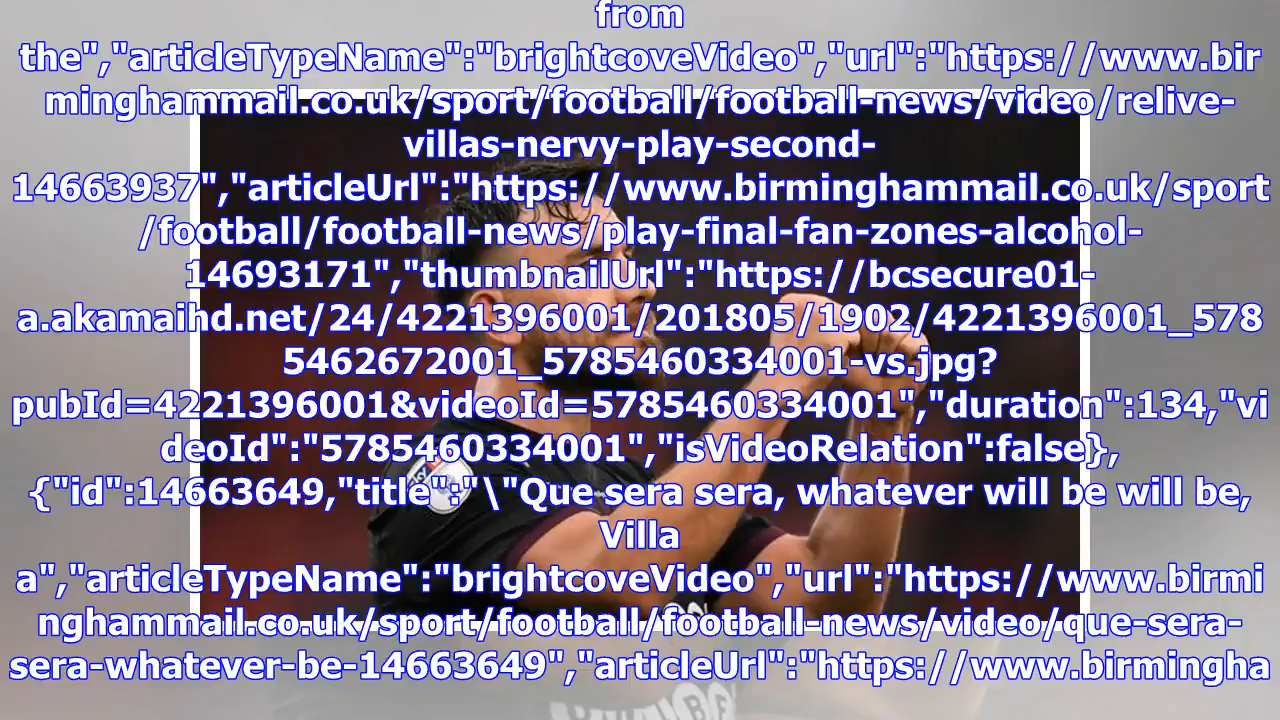 from
the","articleTypeName":"brightcoveVideo","url":"https://www.bir
minghammail.co.uk/sport/football/football-news/video/relive-
villas-nervy-play-second-
14663937","articleUrl":"https://www.birminghammail.co.uk/sport
/football/football-news/play-final-fan-zones-alcohol-
14693171","thumbnailUrl":"https://bcsecure01-
a.akamaihd.net/24/4221396001/201805/1902/4221396001_578
5462672001_5785460334001-vs.jpg?
pubId=4221396001&videoId=5785460334001","duration":134,"vi
deoId":"5785460334001","isVideoRelation":false},
{"id":14663649,"title":"\"Que sera sera, whatever will be will be,
Villa
a","articleTypeName":"brightcoveVideo","url":"https://www.birmi
nghammail.co.uk/sport/football/football-news/video/que-sera-
sera-whatever-be-14663649","articleUrl":"https://www.birmingha